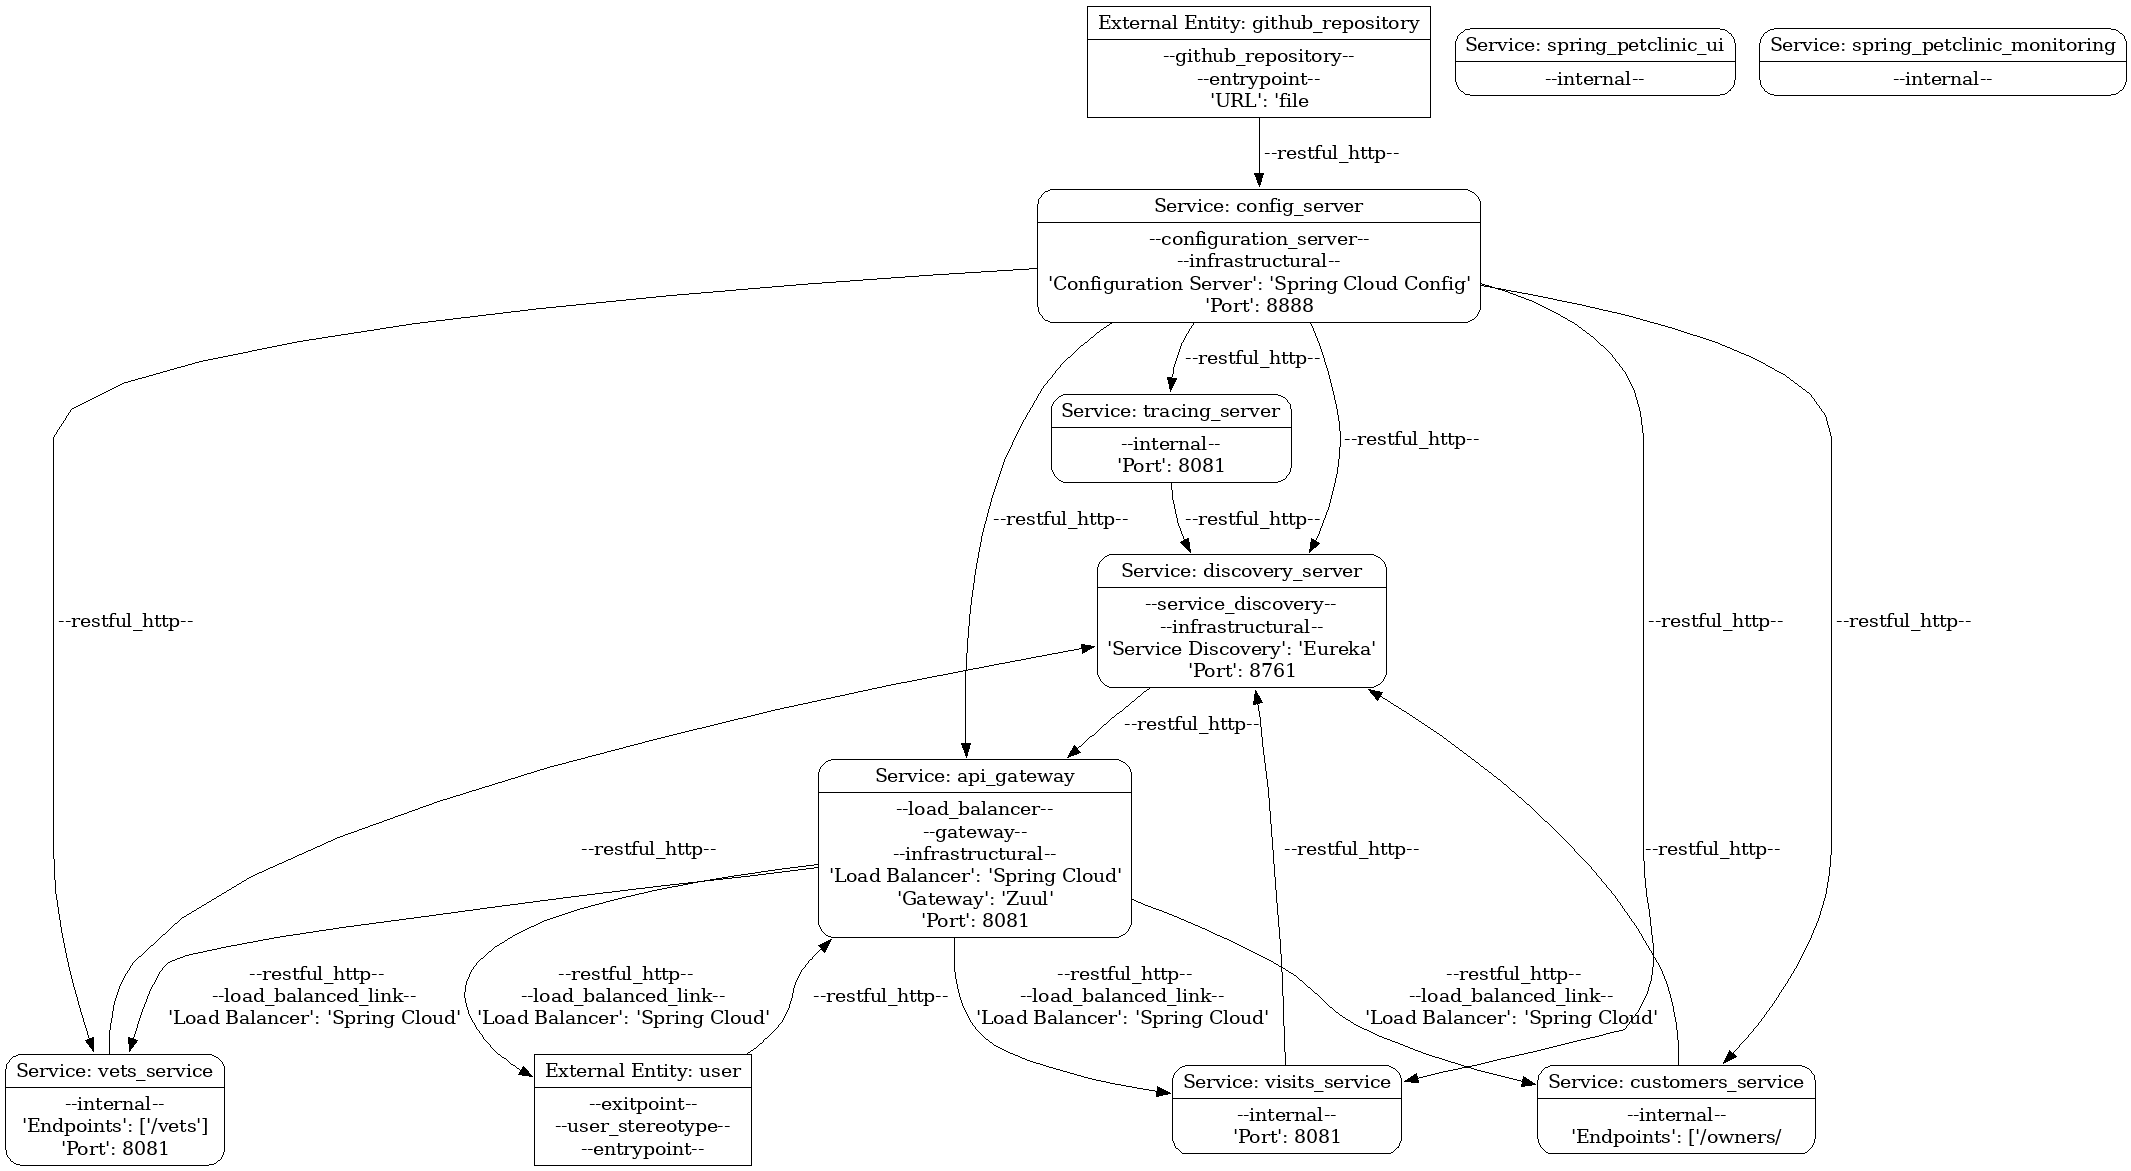 External Entity: github_repository
--github_repository--
--entrypoint--
'URL': 'file
Service: spring_petclinic_ui
--internal--
Service: spring_petclinic_monitoring
--internal--
--restful_http--
Service: config_server
--configuration_server--
--infrastructural--
'Configuration Server': 'Spring Cloud Config'
'Port': 8888
--restful_http--
Service: tracing_server
--internal--
'Port': 8081
--restful_http--
--restful_http--
--restful_http--
Service: discovery_server
--service_discovery--
--infrastructural--
'Service Discovery': 'Eureka'
'Port': 8761
--restful_http--
--restful_http--
--restful_http--
--restful_http--
Service: api_gateway
--load_balancer--
--gateway--
--infrastructural--
'Load Balancer': 'Spring Cloud'
'Gateway': 'Zuul'
'Port': 8081
--restful_http--
--restful_http--
--restful_http--
--restful_http--
--load_balanced_link--
'Load Balancer': 'Spring Cloud'
--restful_http--
--load_balanced_link--
'Load Balancer': 'Spring Cloud'
--restful_http--
--restful_http--
--load_balanced_link--
'Load Balancer': 'Spring Cloud'
--restful_http--
--load_balanced_link--
'Load Balancer': 'Spring Cloud'
Service: vets_service
--internal--
'Endpoints': ['/vets']
'Port': 8081
External Entity: user
--exitpoint--
--user_stereotype--
--entrypoint--
Service: visits_service
--internal--
'Port': 8081
Service: customers_service
--internal--
'Endpoints': ['/owners/